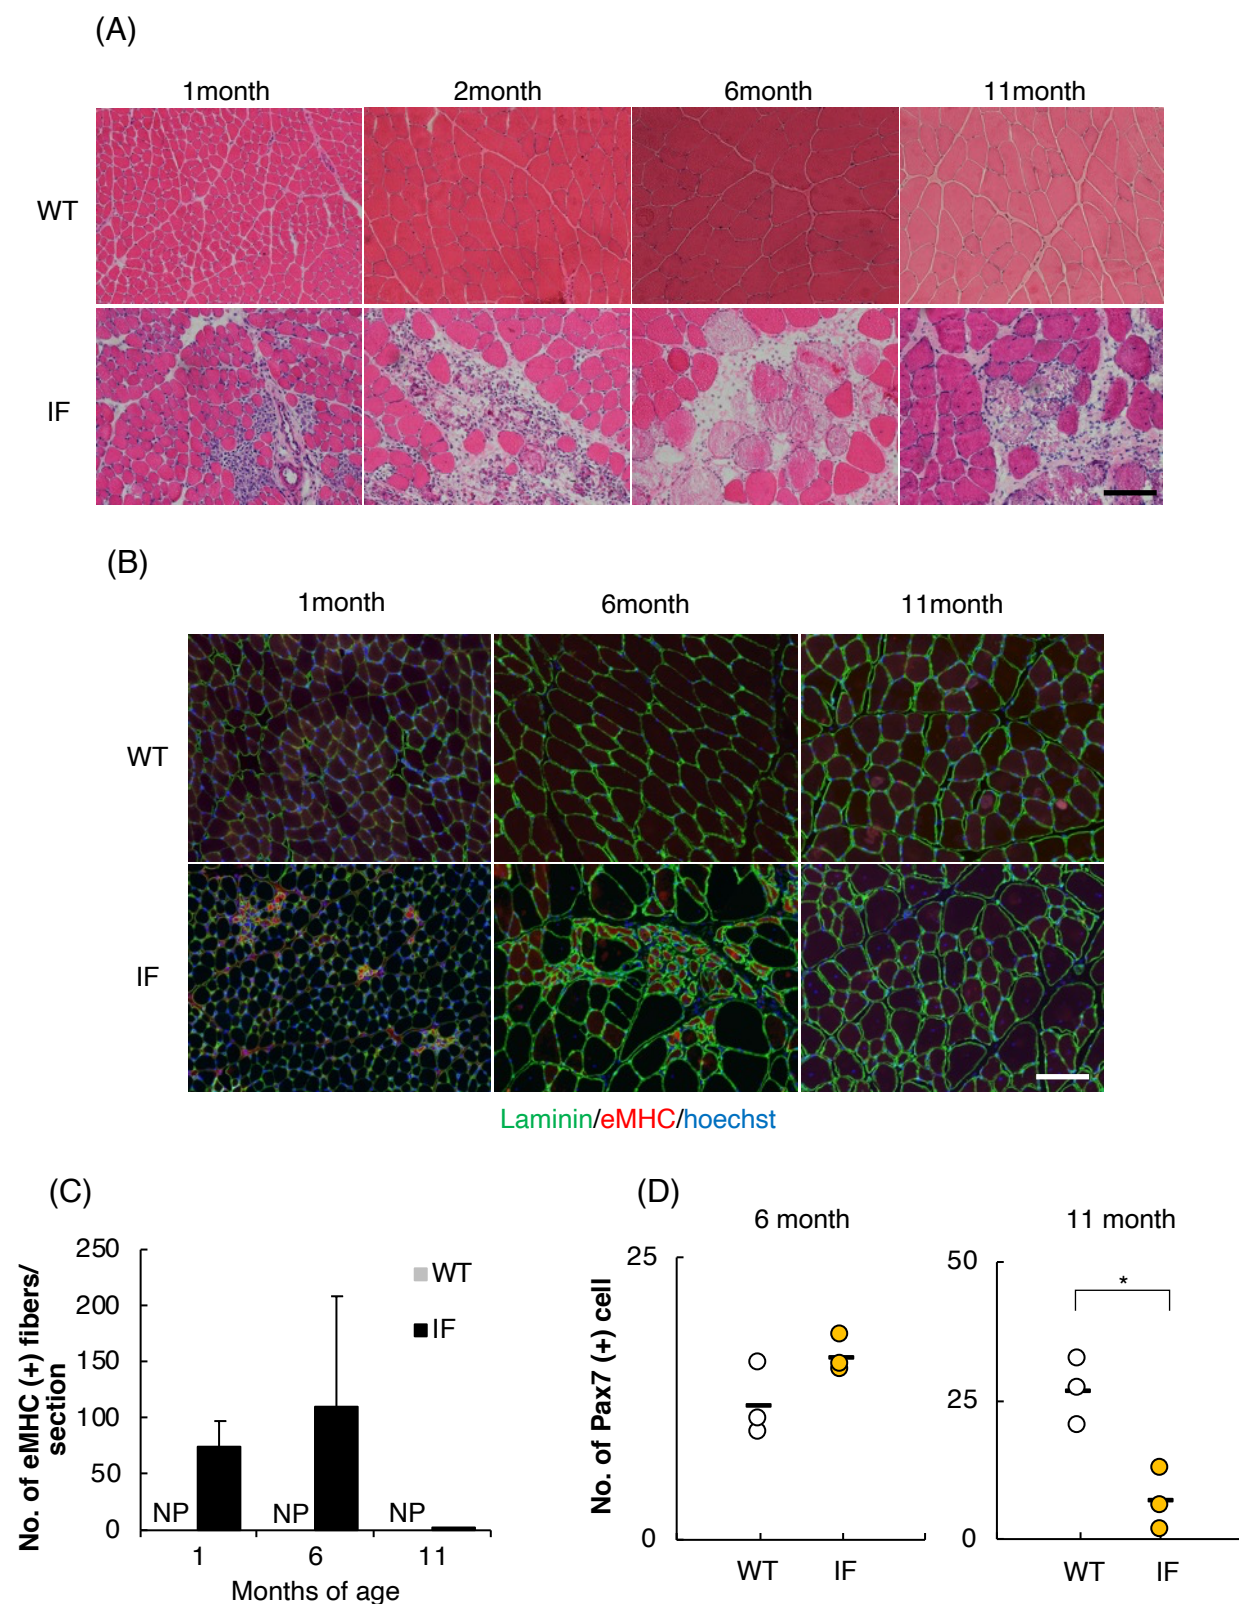 (A)
1month 2month 6month 11month
WT
IF
(B)
1month 6month 11month
WT
IF
Laminin/eMHC/hoechst
(C)
No. of eMHC (+) fibers/
section
250
200
150
100
50
0
WT
IF
NP NP NP
1 6 11
Months of age
(D)
6 month 11 month
No. of Pax7 (+) cell
25
0
WT IF
50
25
0
*
WT IF